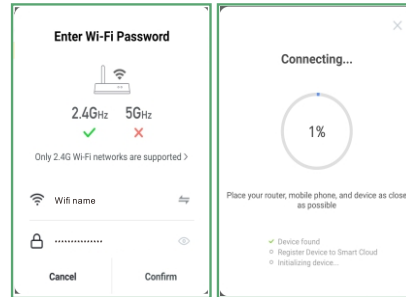 Enter Wi-Fi Password
2.4GHz 5GHz
Only 2.4G Wi-Fi networks are supported >
Wifi name
...............
Cancel Confirm
Connecting...
1%
Place your router, mobile phone, and device as close
as possible
Device found
Register Device to Smart Cloud
Initializing device...